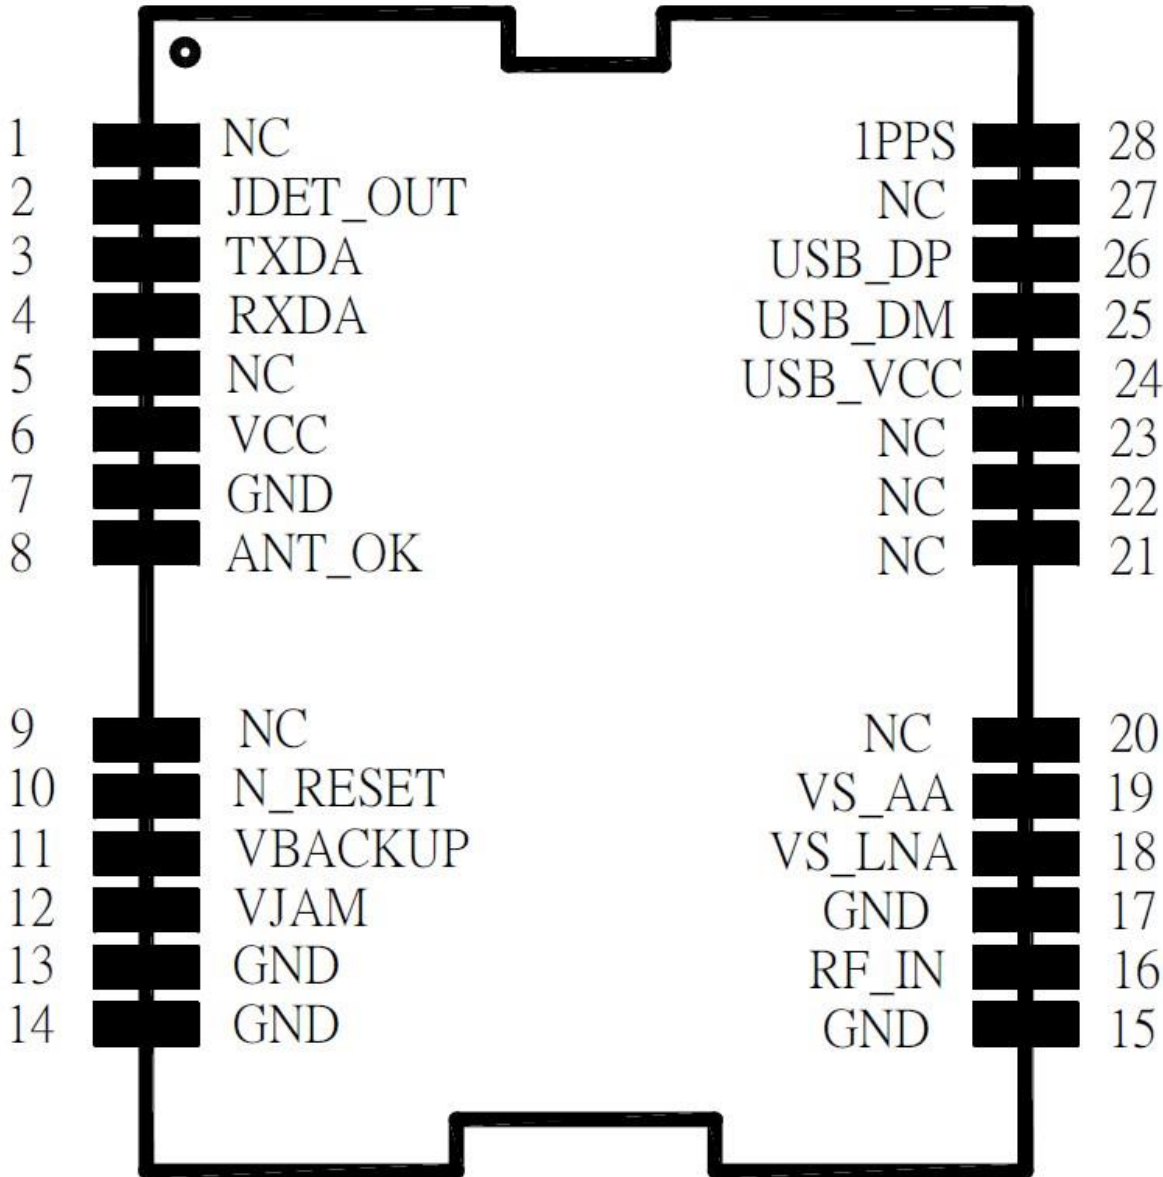 1 NC 1PPS 28
2 JDET_OUT NC 27
3 TXDA USB_DP 26
4 RXDA USB_DM 25
5 NC USB_VCC 24
6 VCC NC 23
7 GND NC 22
8 ANT_OK NC 21
9 NC NC 20
10 N_RESET VS_AA 19
11 VBACKUP VS_LNA 18
12 VJAM GND 17
13 GND RF_IN 16
14 GND GND 15